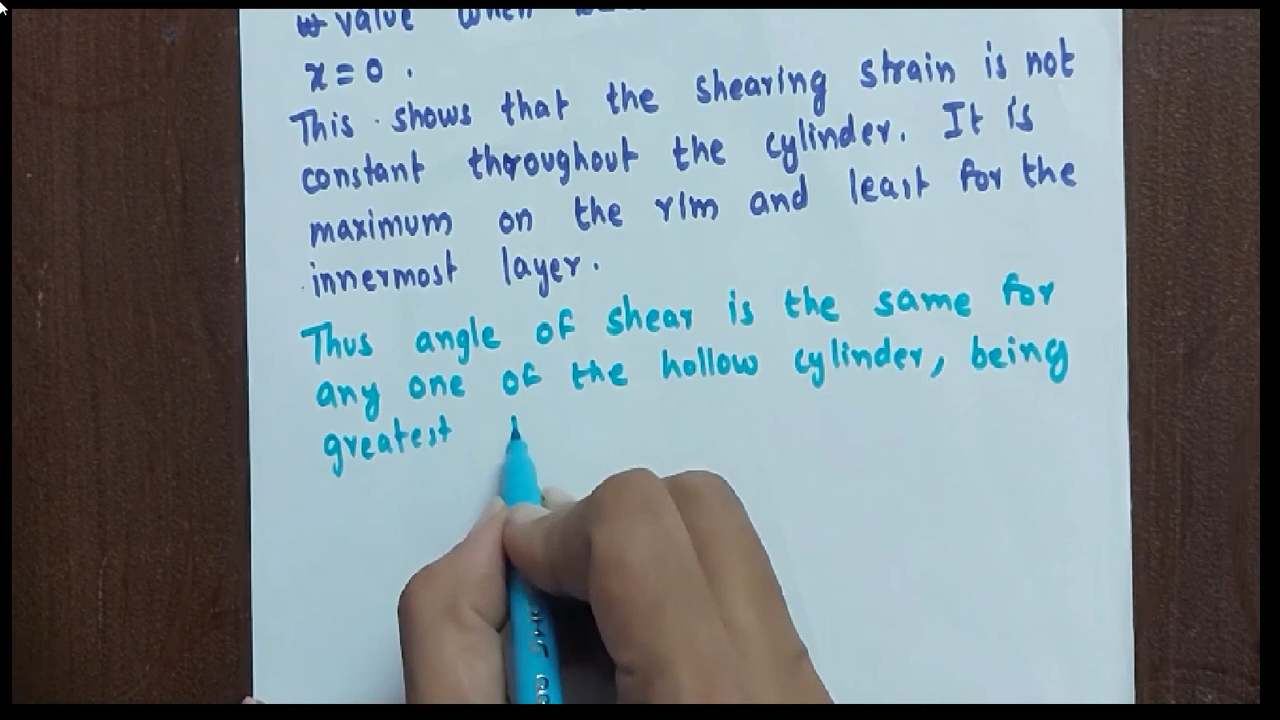 value when
x = 0 .
This shows that the shearing strain is not
constant throughout the cylinder. It is
maximum on the rim and least for the
innermost layer.
Thus angle of shear is the same for
any one of the hollow cylinder, being
greatest